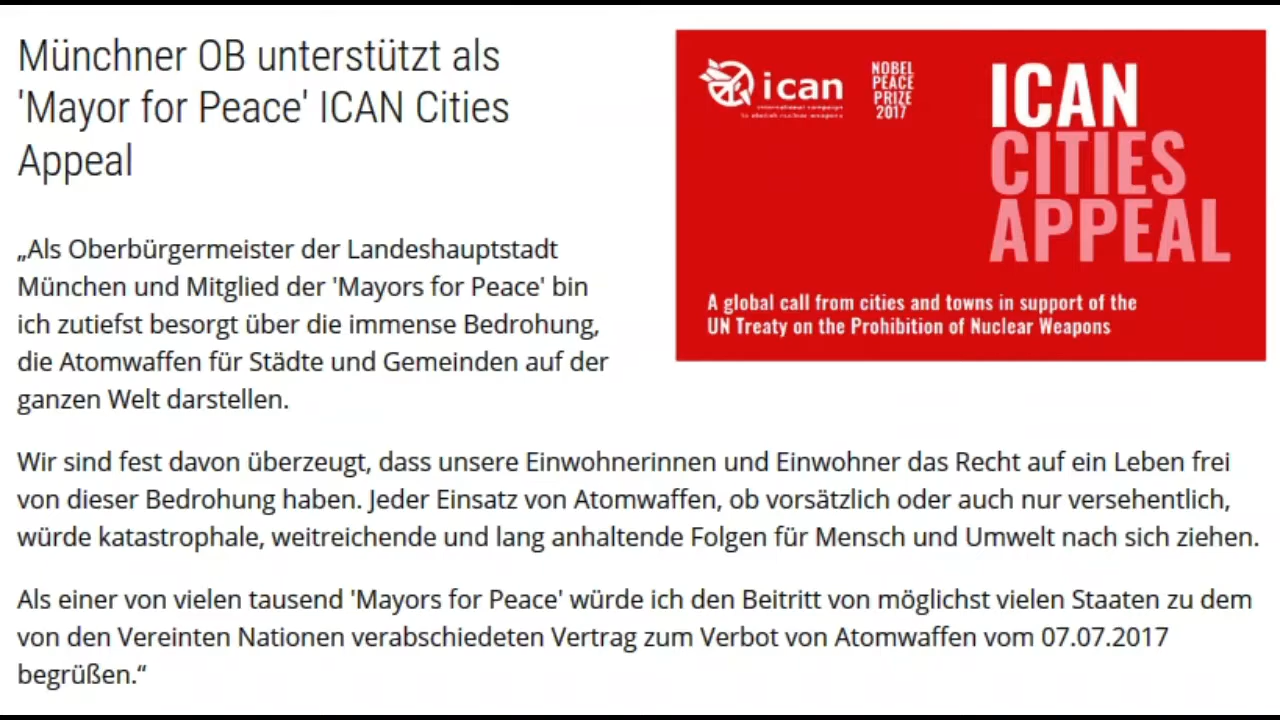 Münchner OB unterstützt als
'Mayor for Peace' ICAN Cities
Appeal
„Als Oberbürgermeister der Landeshauptstadt
München und Mitglied der 'Mayors for Peace' bin
ich zutiefst besorgt über die immense Bedrohung,
die Atomwaffen für Städte und Gemeinden auf der
ganzen Welt darstellen.
ican
international campaign
to abolish nuclear weapons
NOBEL
PEACE
PRIZE
2017
ICAN
CITIES
APPEAL
A global call from cities and towns in support of the
UN Treaty on the Prohibition of Nuclear Weapons
Wir sind fest davon überzeugt, dass unsere Einwohnerinnen und Einwohner das Recht auf ein Leben frei
von dieser Bedrohung haben. Jeder Einsatz von Atomwaffen, ob vorsätzlich oder auch nur versehentlich,
würde katastrophale, weitreichende und lang anhaltende Folgen für Mensch und Umwelt nach sich ziehen.
Als einer von vielen tausend 'Mayors for Peace' würde ich den Beitritt von möglichst vielen Staaten zu dem
von den Vereinten Nationen verabschiedeten Vertrag zum Verbot von Atomwaffen vom 07.07.2017
begrüßen.“